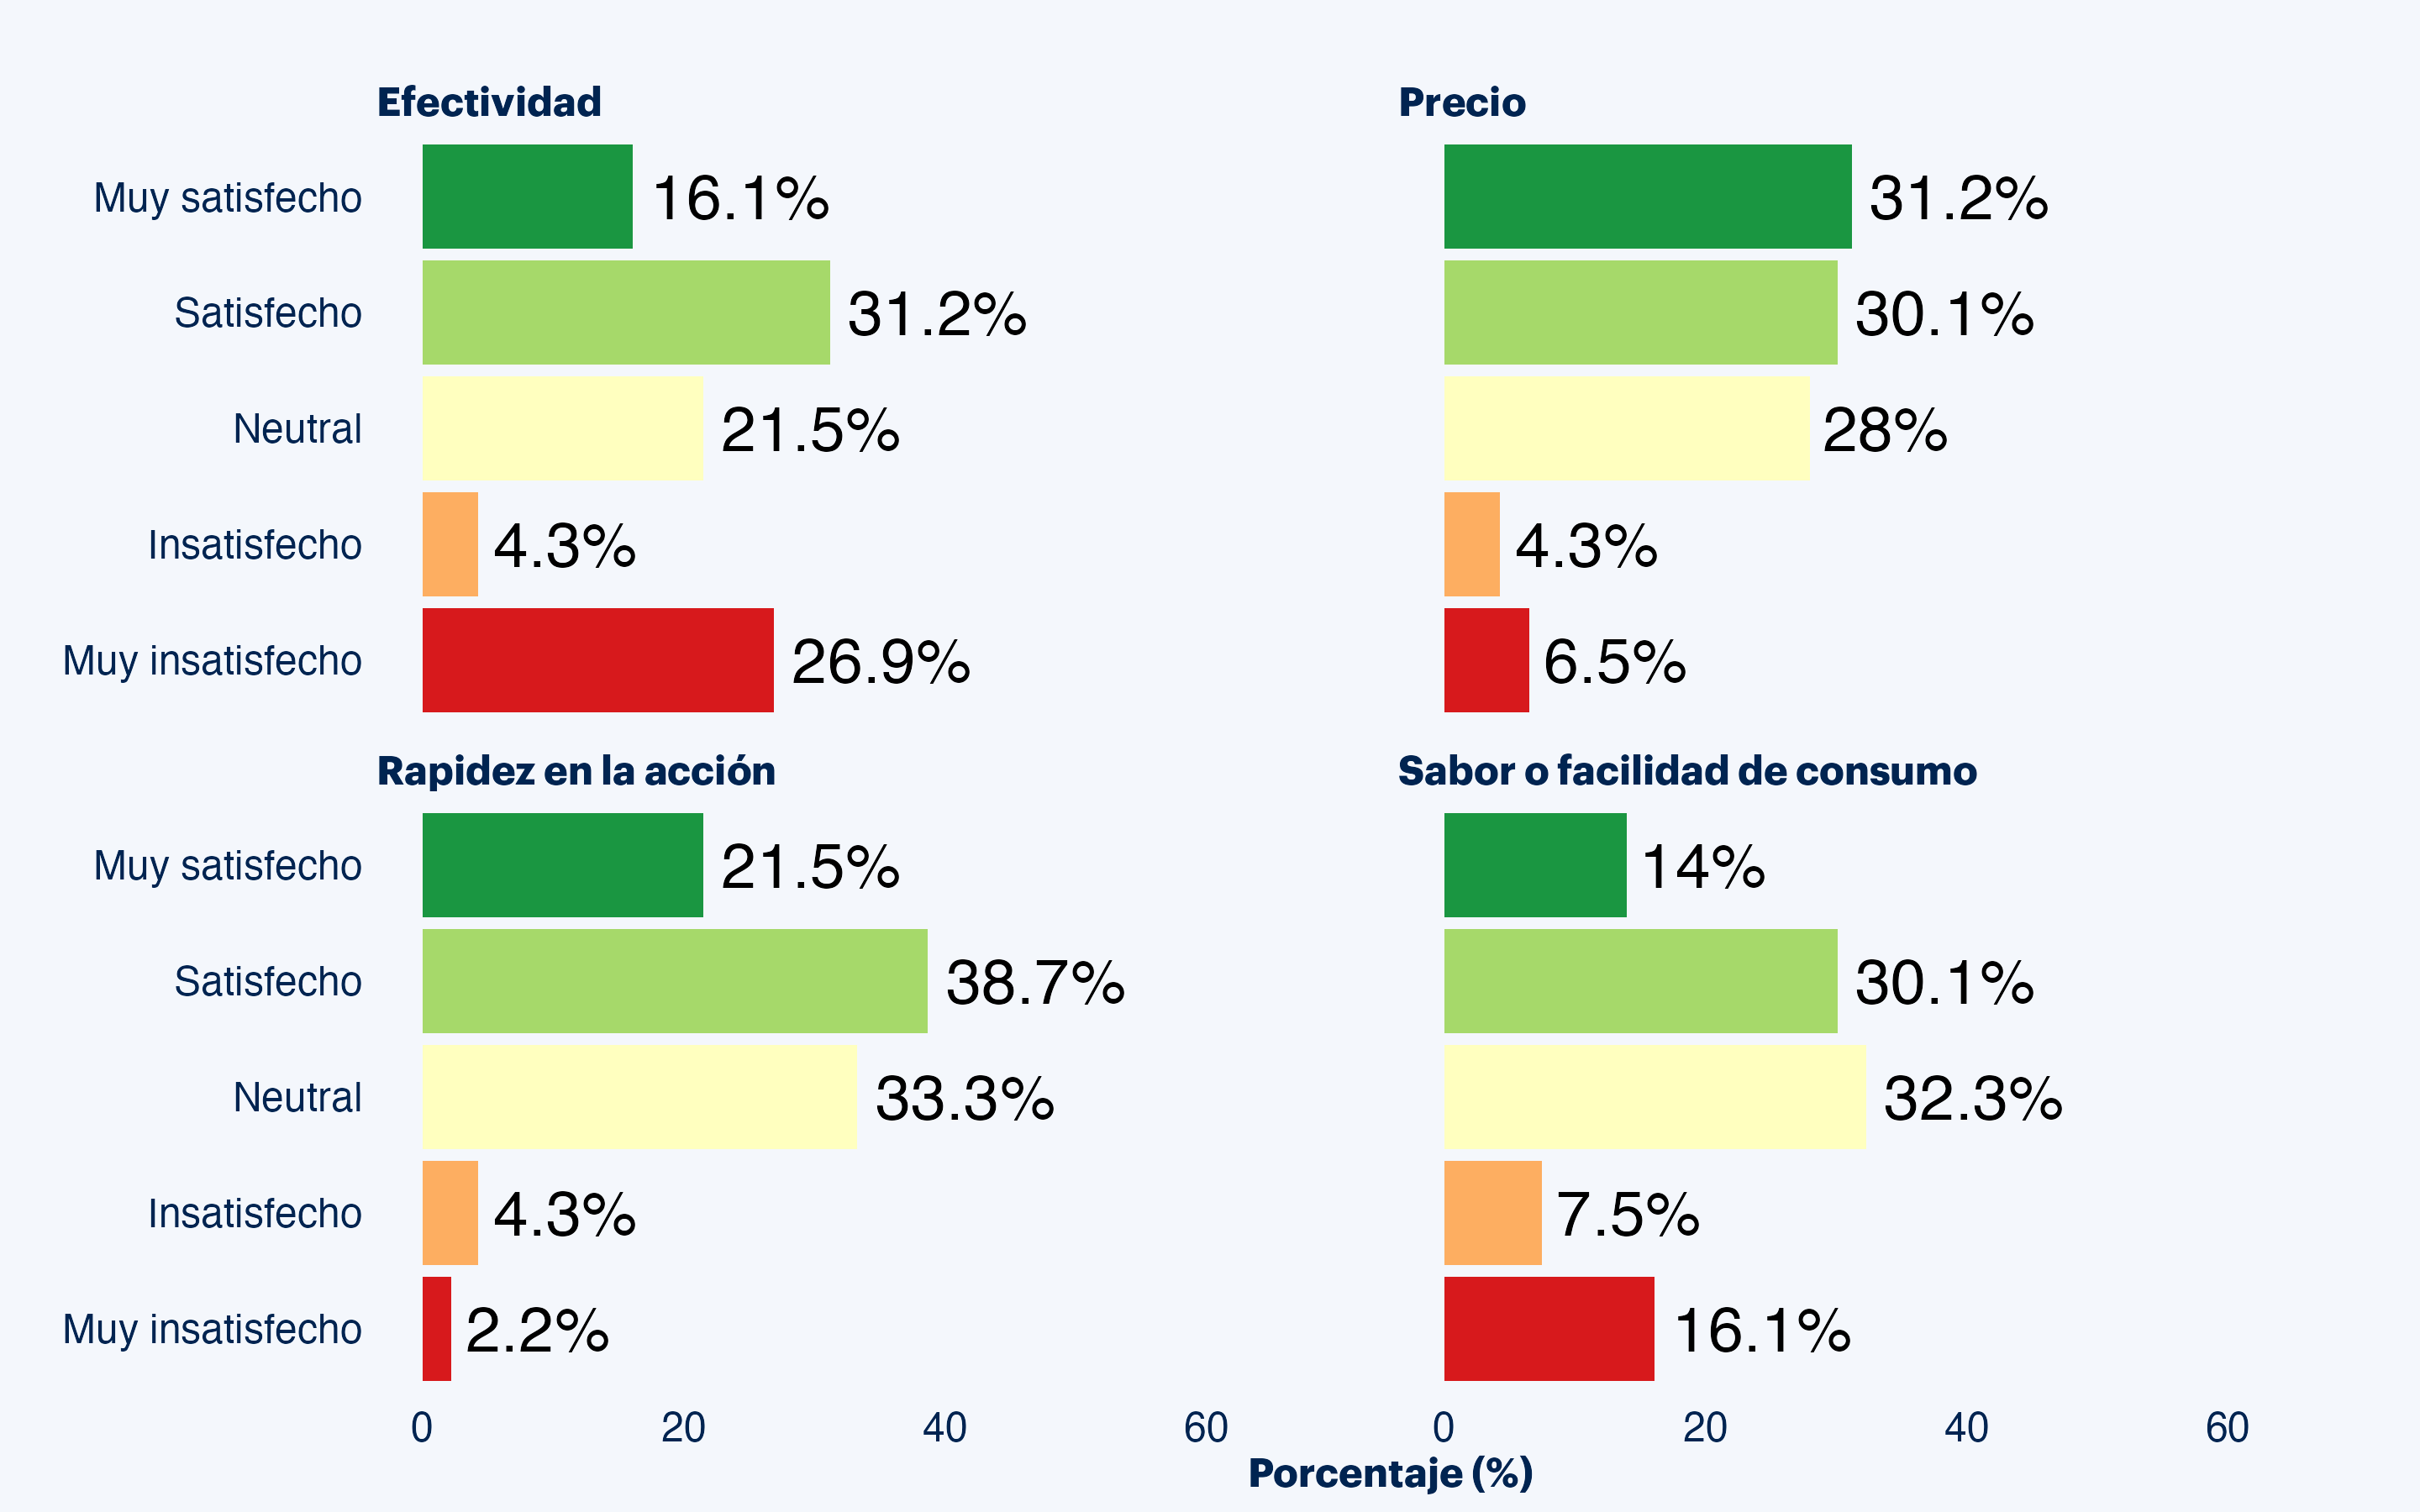 Efectividad
Muy satisfecho 16.1%
Satisfecho 31.2%
Neutral 21.5%
Insatisfecho 4.3%
Muy insatisfecho 26.9%
Precio
31.2%
30.1%
28%
4.3%
6.5%
Rapidez en la acción
Muy satisfecho 21.5%
Satisfecho 38.7%
Neutral 33.3%
Insatisfecho 4.3%
Muy insatisfecho 2.2%
0 20 40 60
Sabor o facilidad de consumo
14%
30.1%
32.3%
7.5%
16.1%
0 20 40 60
Porcentaje (%)